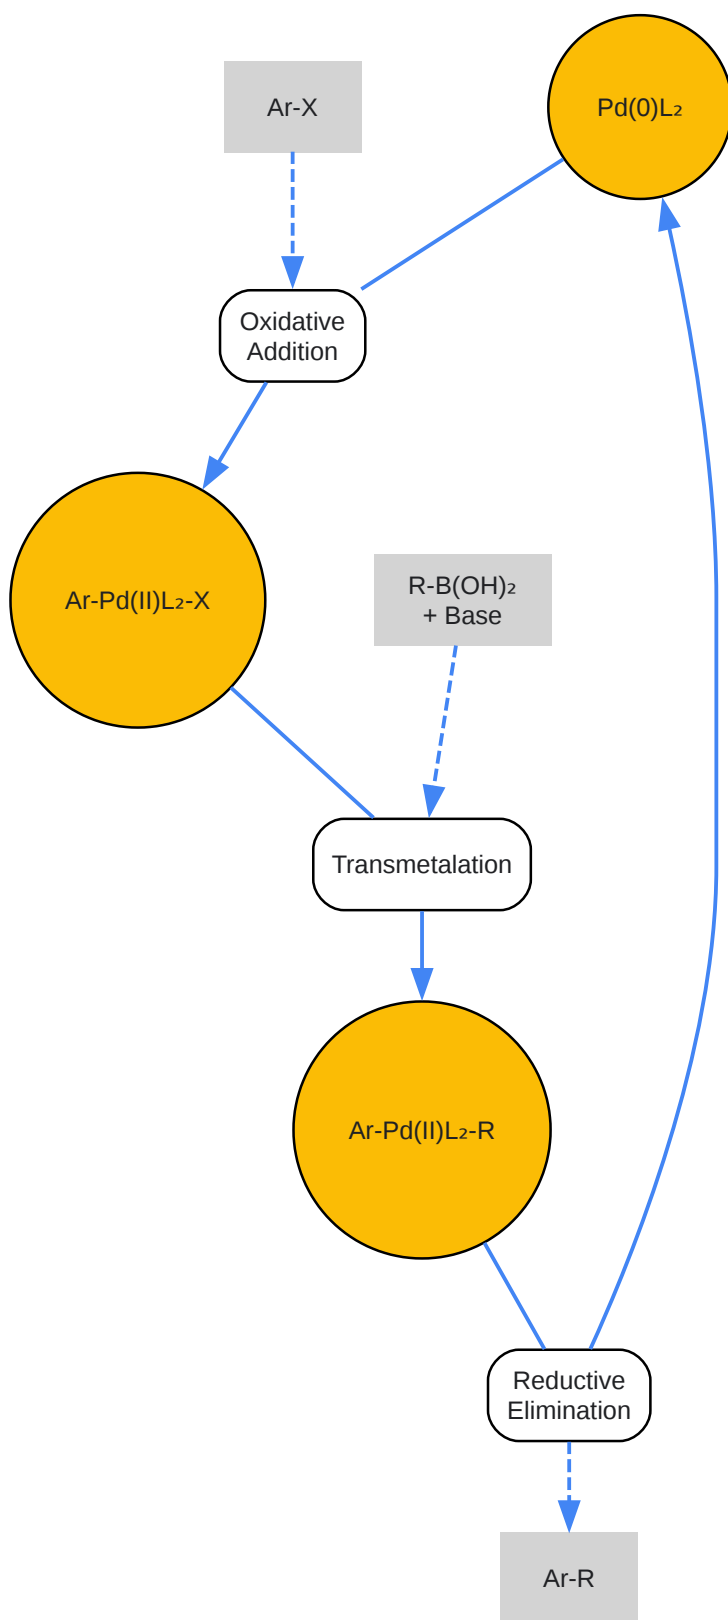 Ar-X
Pd(0)L₂
Oxidative
Addition
Ar-Pd(II)L₂-X
R-B(OH)₂
+ Base
Transmetalation
Ar-Pd(II)L₂-R
Reductive
Elimination
Ar-R